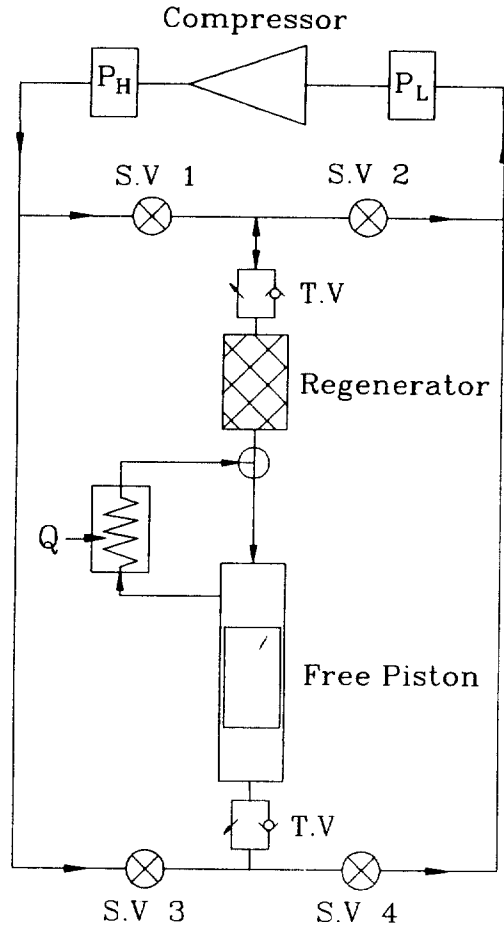 Compressor
P_H
P_L
S.V 1
S.V 2
T.V
Regenerator
Q
Free Piston
T.V
S.V 3
S.V 4